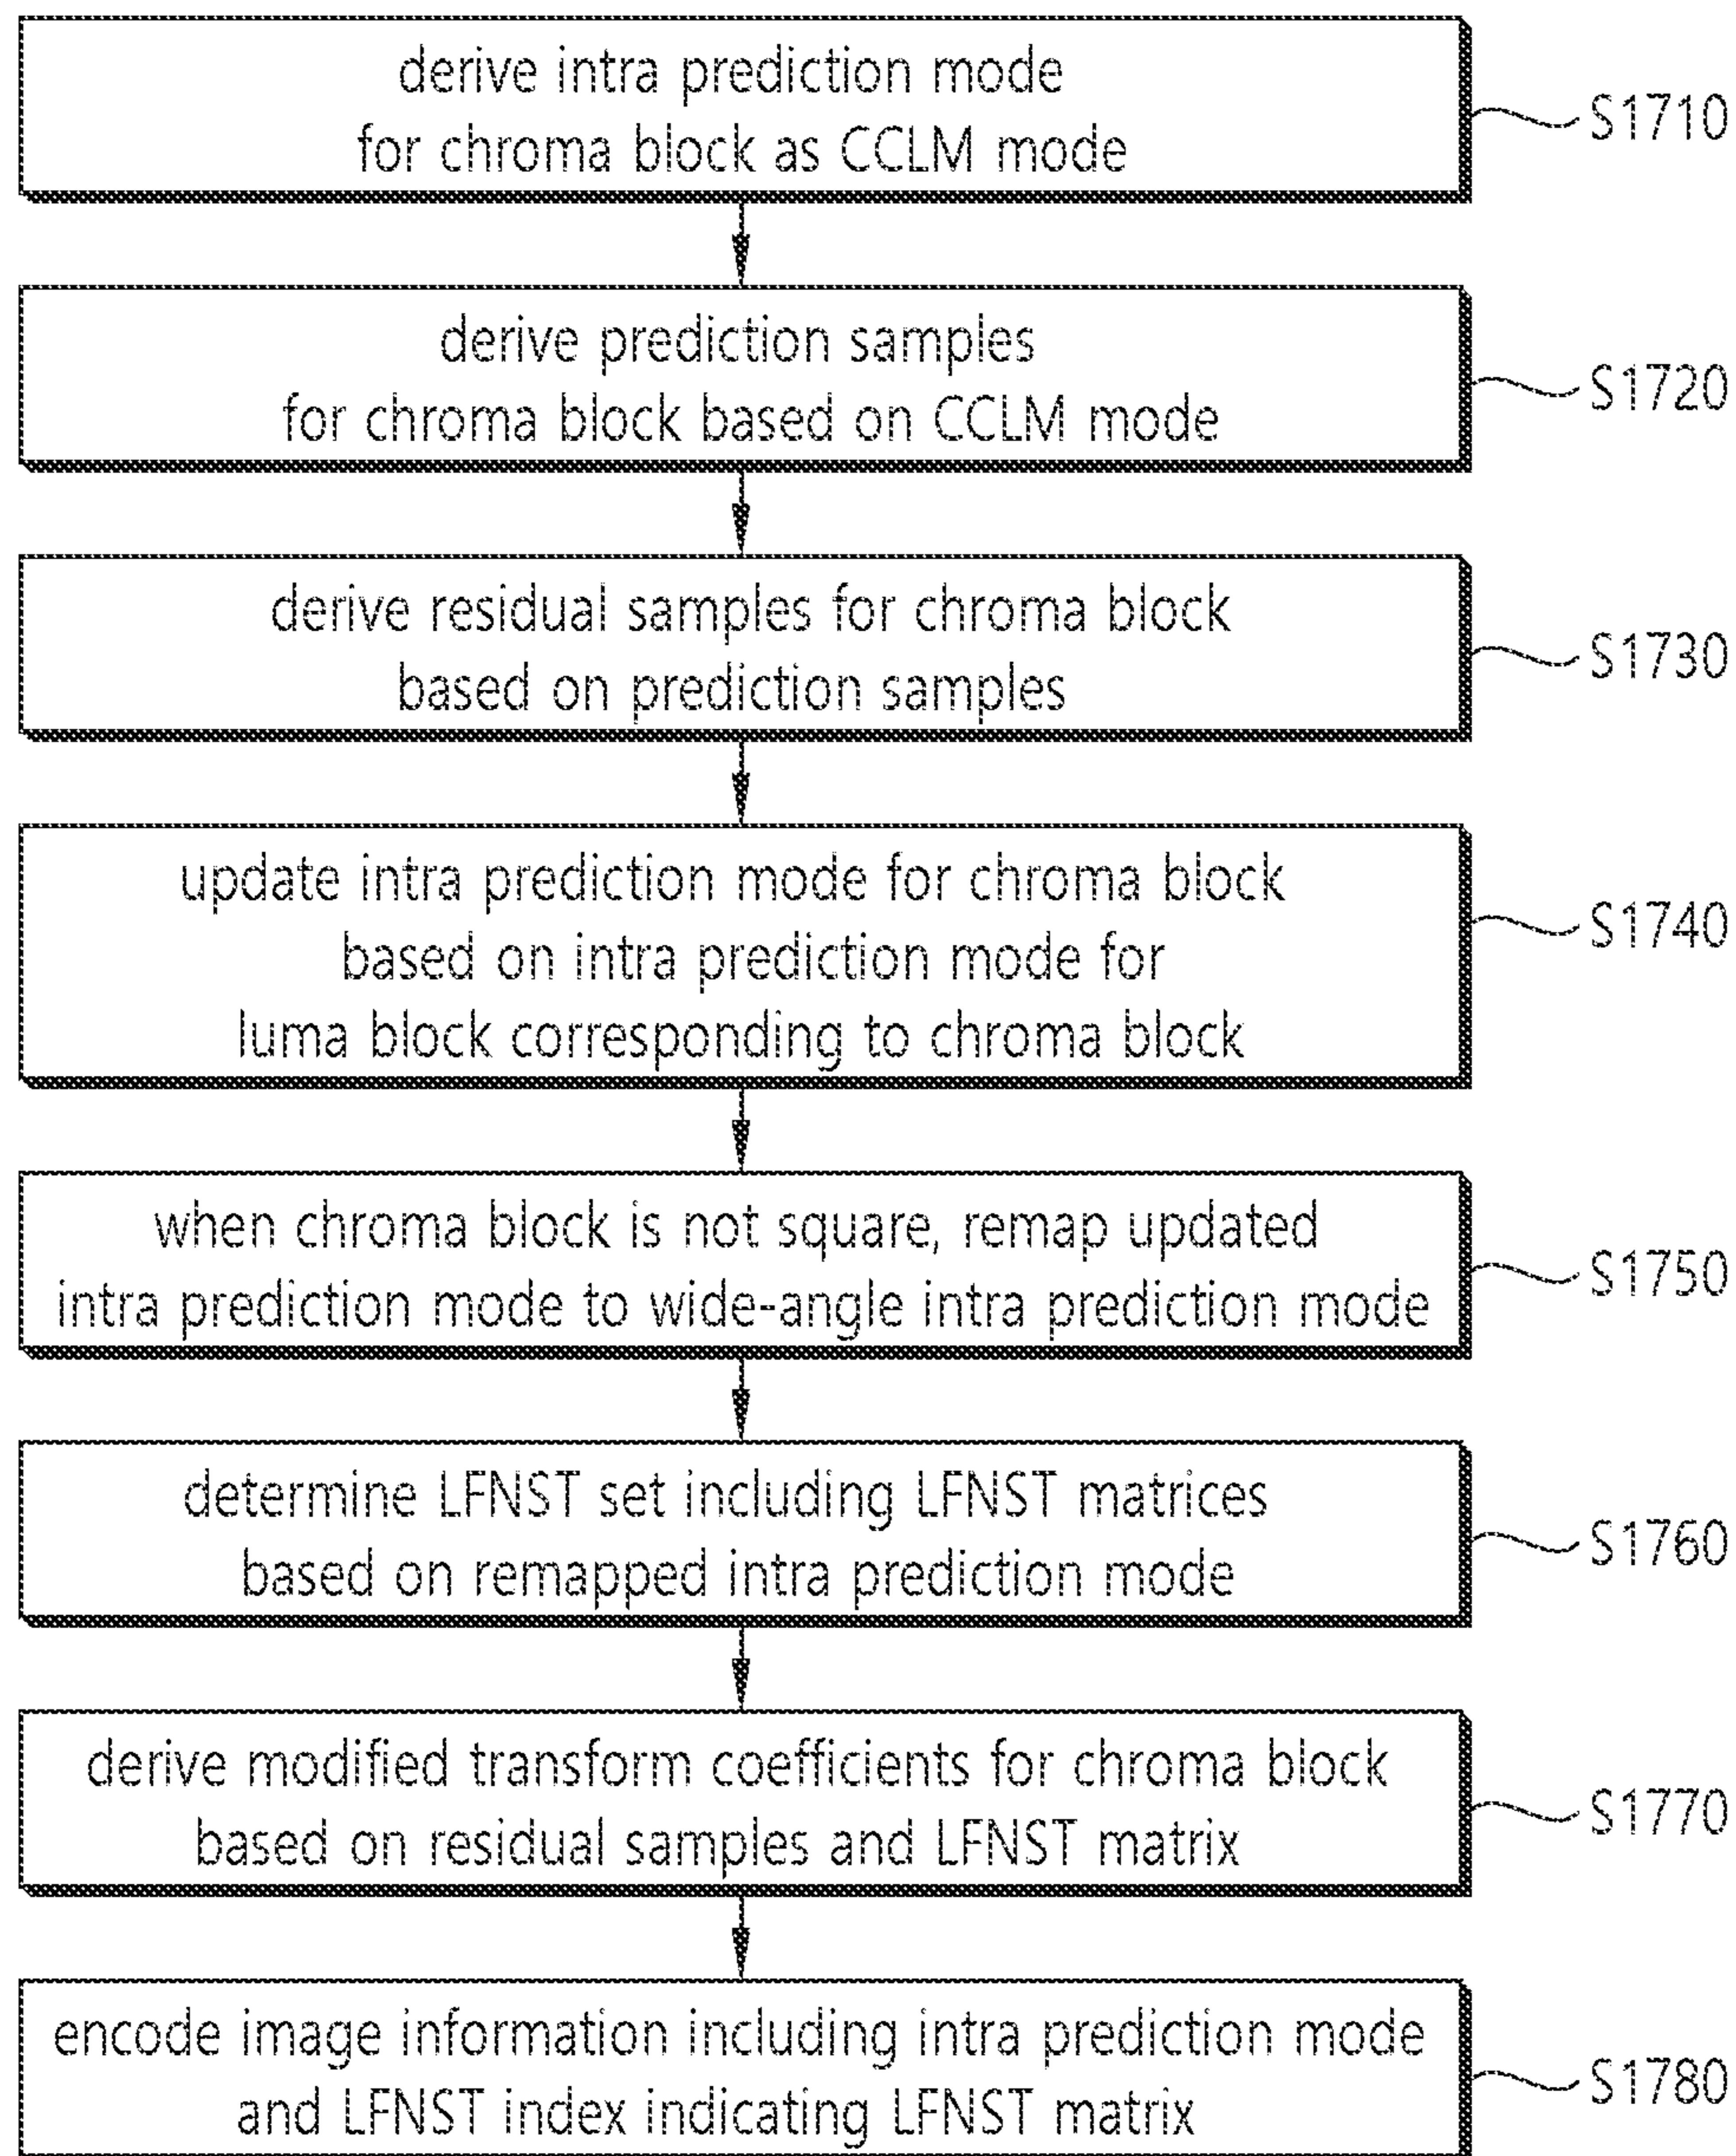 derive intra prediction mode
for chroma block as CCLM mode
S1710
derive prediction samples
for chroma block based on CCLM mode
S1720
derive residual samples for chroma block
based on prediction samples
S1730
update intra prediction mode for chroma block
based on intra prediction mode for
luma block corresponding to chroma block
S1740
when chroma block is not square, remap updated
intra prediction mode to wide-angle intra prediction mode
S1750
determine LFNST set including LFNST matrices
based on remapped intra prediction mode
S1760
derive modified transform coefficients for chroma block
based on residual samples and LFNST matrix
S1770
encode image information including intra prediction mode
and LFNST index indicating LFNST matrix
S1780